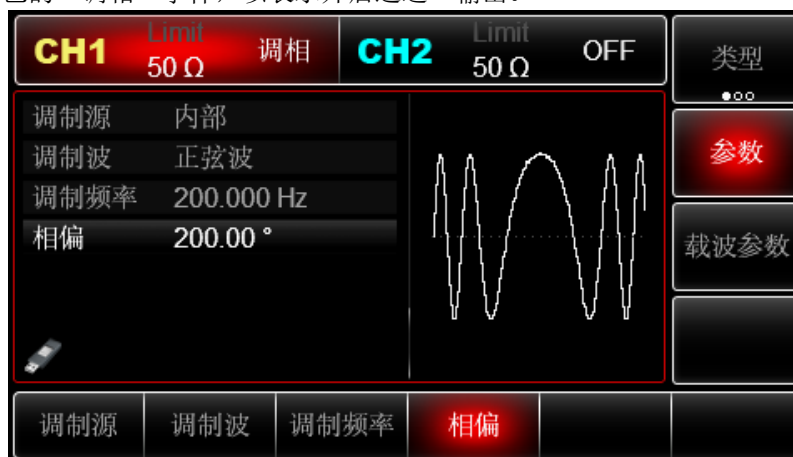 CH1 Limit 50 Ω 调相 CH2 Limit 50 Ω OFF
类型
参数
载波参数
调制源 内部
调制波 正弦波
调制频率 200.000 Hz
相偏 200.00 °
调制源 调制波 调制频率 相偏